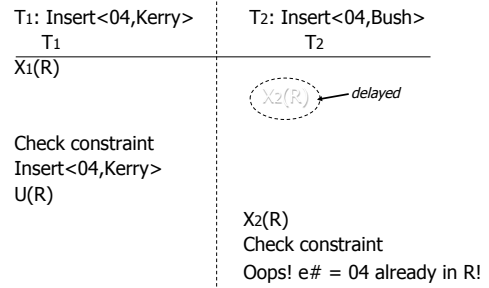 T1: Insert<04,Kerry> T2: Insert<04,Bush>
T1 T2
X1(R)
X2(R) delayed
Check constraint
Insert<04,Kerry>
U(R)
X2(R)
Check constraint
Oops! e# = 04 already in R!